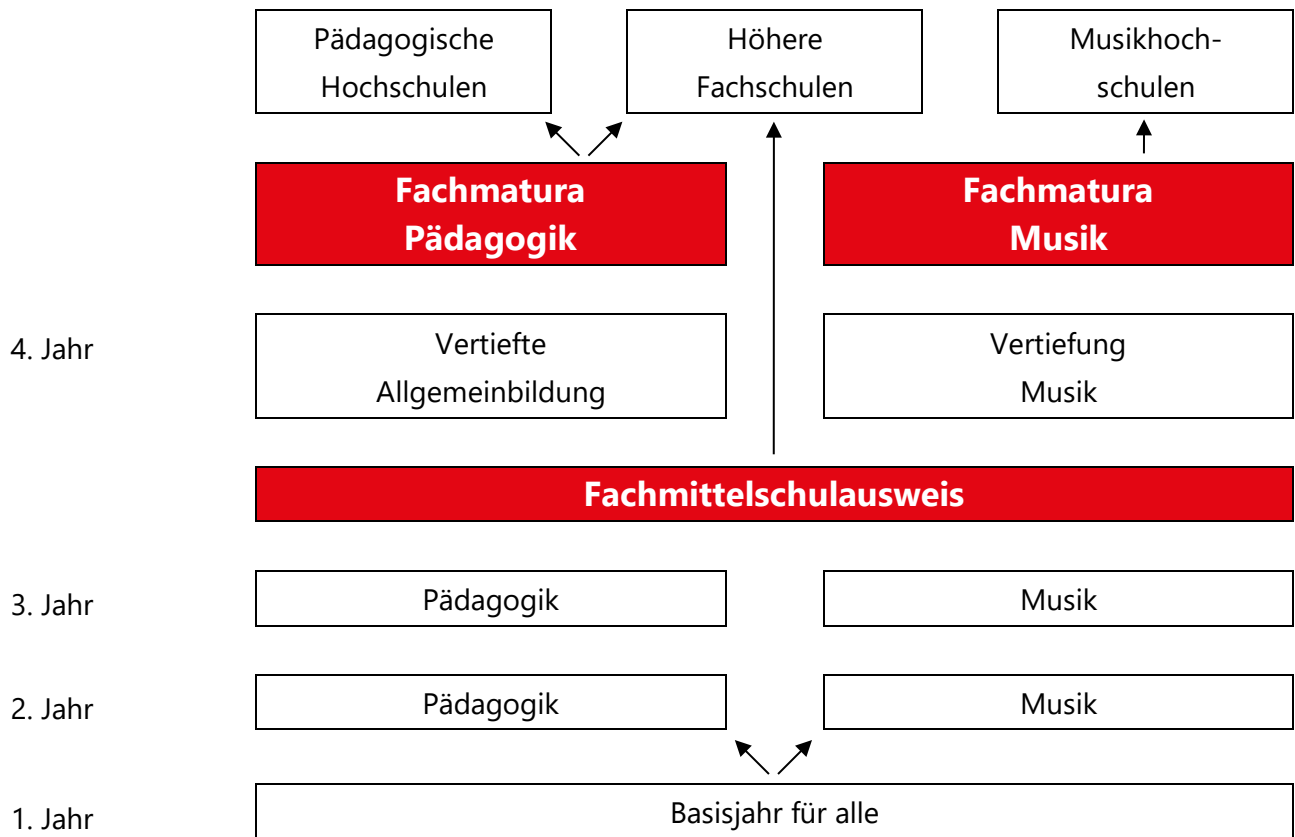 Pädagogische
Hochschulen
Höhere
Fachschulen
Musikhoch-
schulen
Fachmatura
Pädagogik
Fachmatura
Musik
4. Jahr
Vertiefte
Allgemeinbildung
Vertiefung
Musik
Fachmittelschulausweis
3. Jahr
Pädagogik
Musik
2. Jahr
Pädagogik
Musik
1. Jahr
Basisjahr für alle